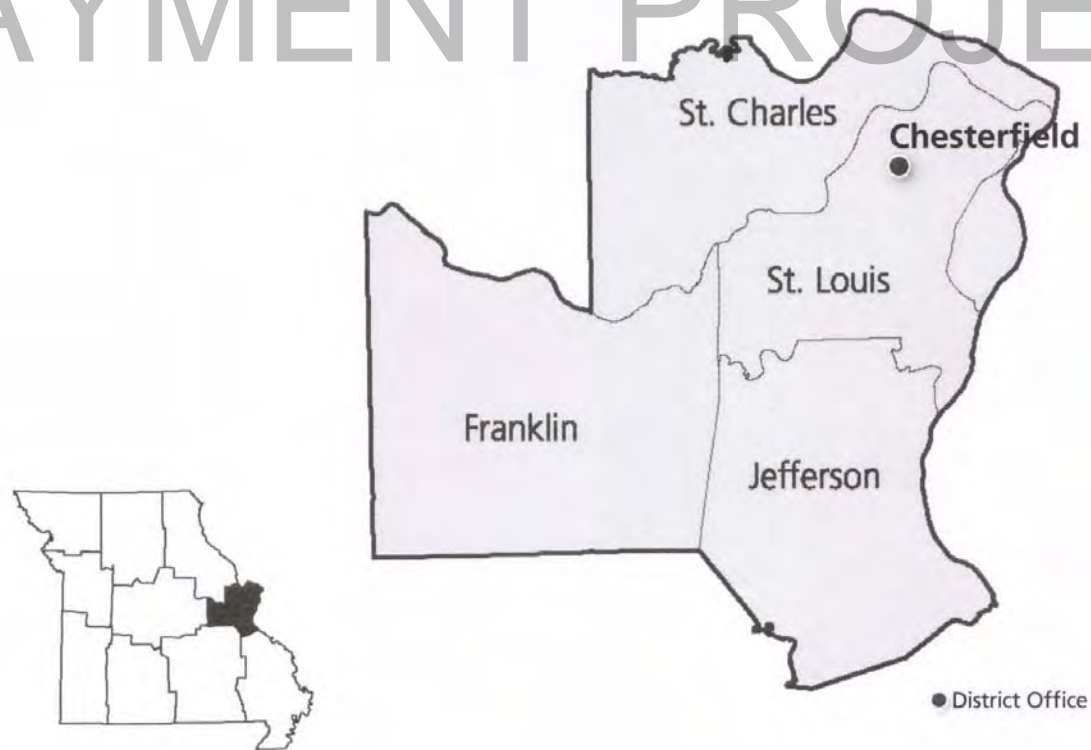 AYMENT PROJE
St. Charles
Chesterfield
St. Louis
Franklin
Jefferson
District Office